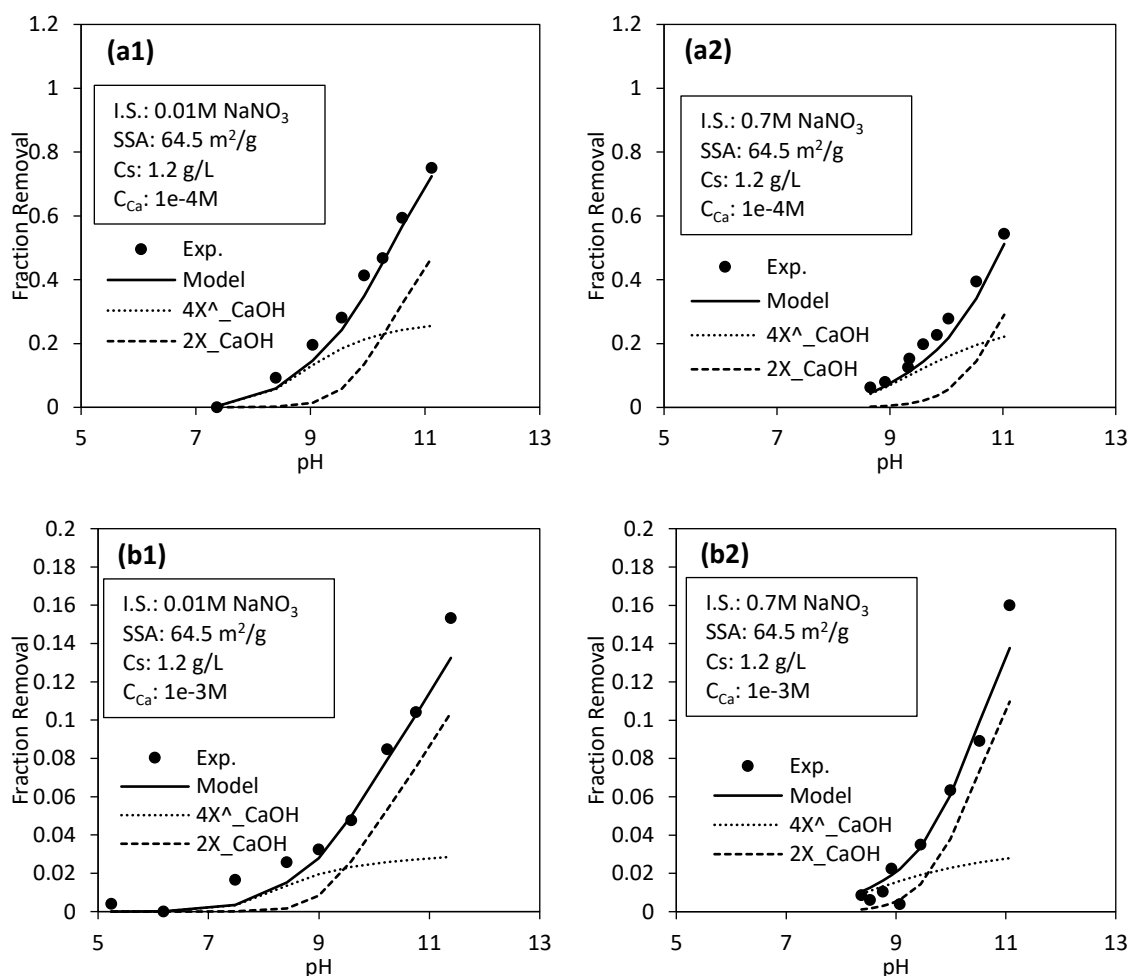 (a1)
I.S.: 0.01M NaNO₃
SSA: 64.5 m²/g
Cs: 1.2 g/L
C_Ca: 1e-4M
Exp.
Model
4X^_CaOH
2X_CaOH
Fraction Removal
1.2
1
0.8
0.6
0.4
0.2
0
5 7 9 11 13
pH
(a2)
I.S.: 0.7M NaNO₃
SSA: 64.5 m²/g
Cs: 1.2 g/L
C_Ca: 1e-4M
Exp.
Model
4X^_CaOH
2X_CaOH
Fraction Removal
1.2
1
0.8
0.6
0.4
0.2
0
5 7 9 11 13
pH
(b1)
I.S.: 0.01M NaNO₃
SSA: 64.5 m²/g
Cs: 1.2 g/L
C_Ca: 1e-3M
Exp.
Model
4X^_CaOH
2X_CaOH
Fraction Removal
0.2
0.18
0.16
0.14
0.12
0.1
0.08
0.06
0.04
0.02
0
5 7 9 11 13
pH
(b2)
I.S.: 0.7M NaNO₃
SSA: 64.5 m²/g
Cs: 1.2 g/L
C_Ca: 1e-3M
Exp.
Model
4X^_CaOH
2X_CaOH
Fraction Removal
0.2
0.18
0.16
0.14
0.12
0.1
0.08
0.06
0.04
0.02
0
5 7 9 11 13
pH